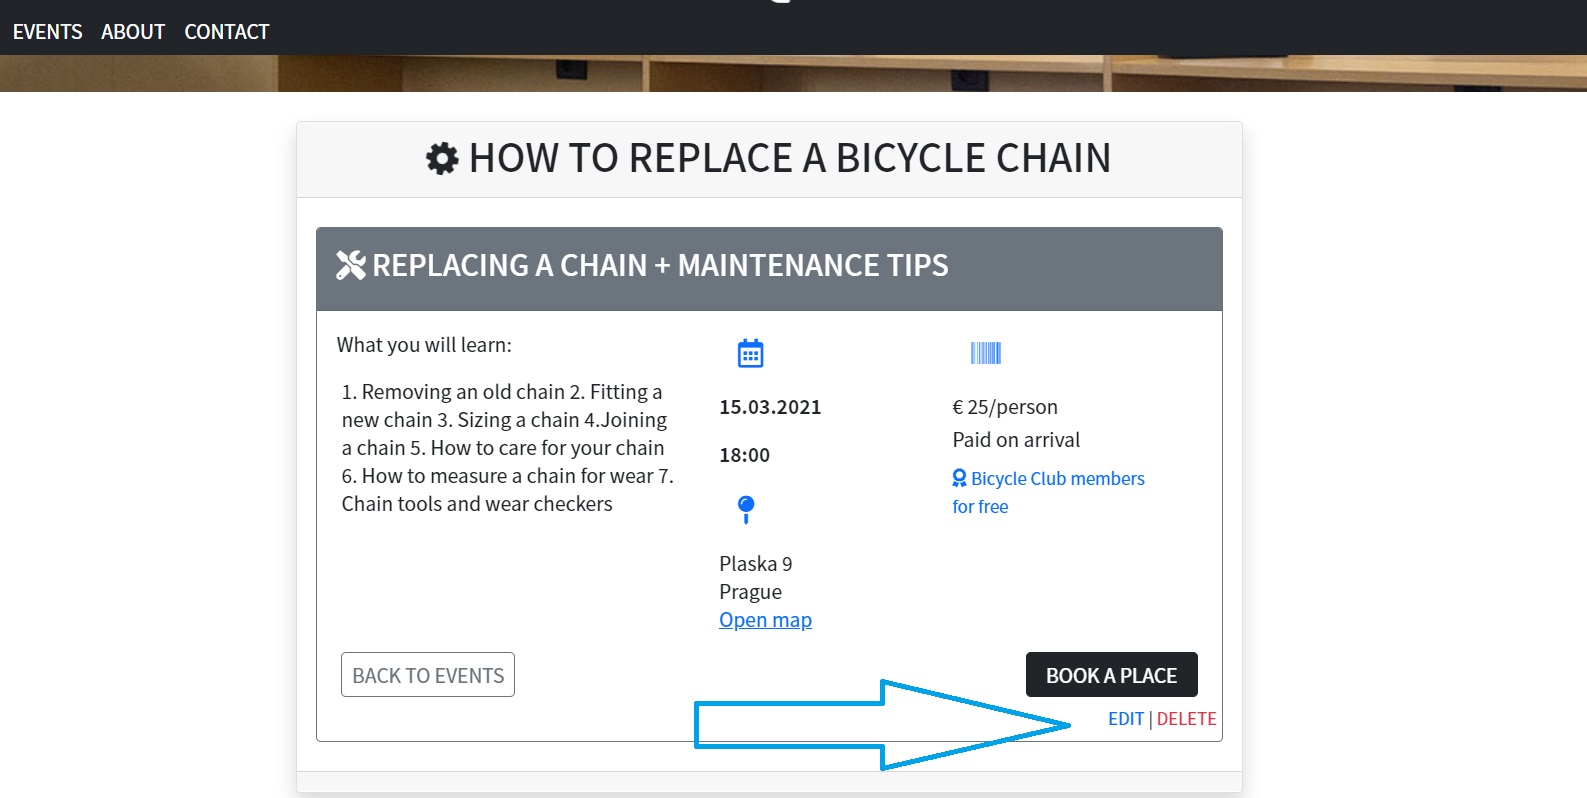 EVENTS ABOUT CONTACT
HOW TO REPLACE A BICYCLE CHAIN
REPLACING A CHAIN + MAINTENANCE TIPS
What you will learn:
1. Removing an old chain 2. Fitting a
new chain 3. Sizing a chain 4.Joining
a chain 5. How to care for your chain
6. How to measure a chain for wear 7.
Chain tools and wear checkers
15.03.2021
18:00
Plaska 9
Prague
Open map
€ 25/person
Paid on arrival
Bicycle Club members
for free
BACK TO EVENTS
BOOK A PLACE
EDIT | DELETE